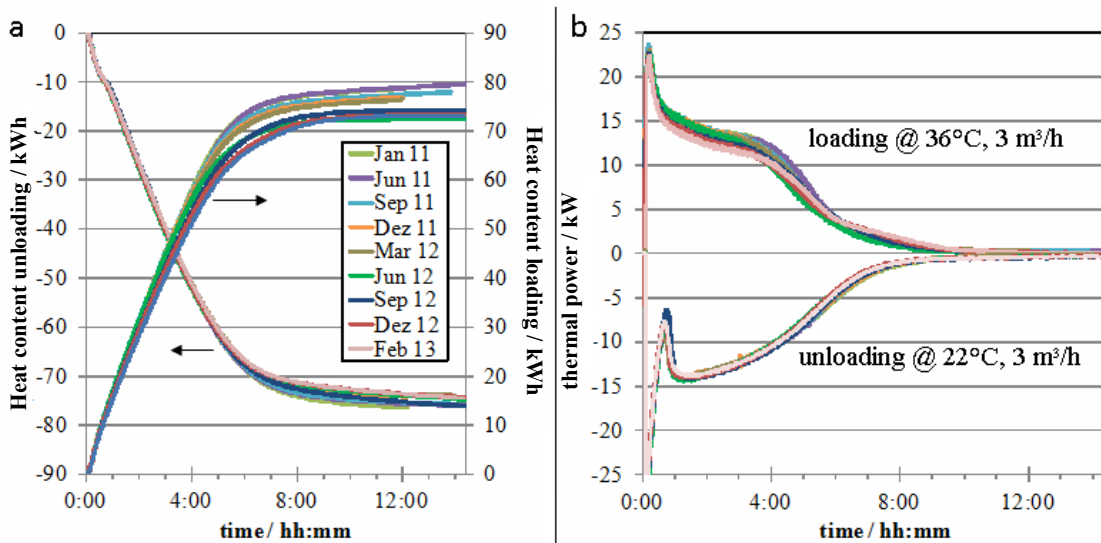 a
Heat content unloading / kWh
0
-10
-20
-30
-40
-50
-60
-70
-80
-90
0:00
4:00
8:00
12:00
time / hh:mm
90
80
70
60
50
40
30
20
10
0
Heat content loading / kWh
Jan 11
Jun 11
Sep 11
Dez 11
Mar 12
Jun 12
Sep 12
Dez 12
Feb 13
b
thermal power / kW
25
20
15
10
5
0
-5
-10
-15
-20
-25
loading @ 36°C, 3 m³/h
unloading @ 22°C, 3 m³/h
0:00
4:00
8:00
12:00
time / hh:mm